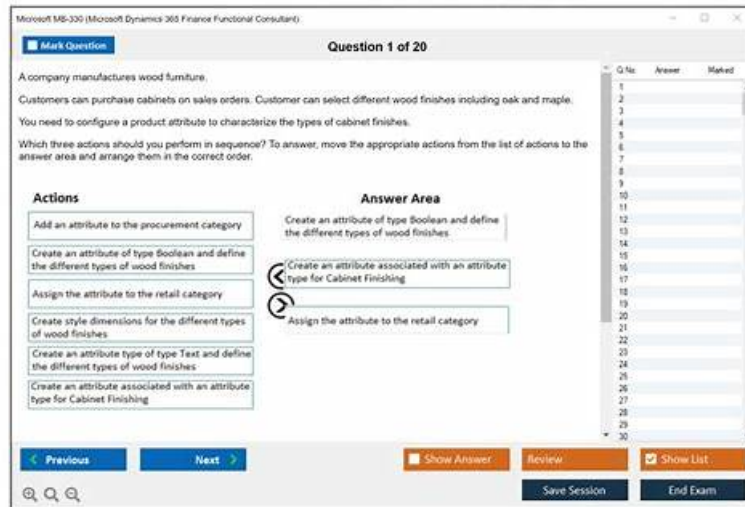 Microsoft MB-330 (Microsoft Dynamics 365 Finance Functional Consultant)
Mark Question
Question 1 of 20
A company manufactures wood furniture.
Customers can purchase cabinets on sales orders. Customer can select different wood finishes including oak and maple.
You need to configure a product attribute to characterize the types of cabinet finishes.
Which three actions should you perform in sequence? To answer, move the appropriate actions from the list of actions to the
answer area and arrange them in the correct order.
Actions
Add an attribute to the procurement category
Create an attribute of type Boolean and define
the different types of wood finishes
Assign the attribute to the retail category
Create style dimensions for the different types
of wood finishes
Create an attribute type of type Text and define
the different types of wood finishes
Create an attribute associated with an attribute
type for Cabinet Finishing
Answer Area
Create an attribute of type Boolean and define
the different types of wood finishes
Create an attribute associated with an attribute
type for Cabinet Finishing
Assign the attribute to the retail category
Q.No. Answer Marked
1
2
3
4
5
6
7
8
9
10
11
12
13
14
15
16
17
18
19
20
21
22
23
24
25
26
27
28
29
30
Previous
Next
Show Answer
Review
Show List
Save Session
End Exam